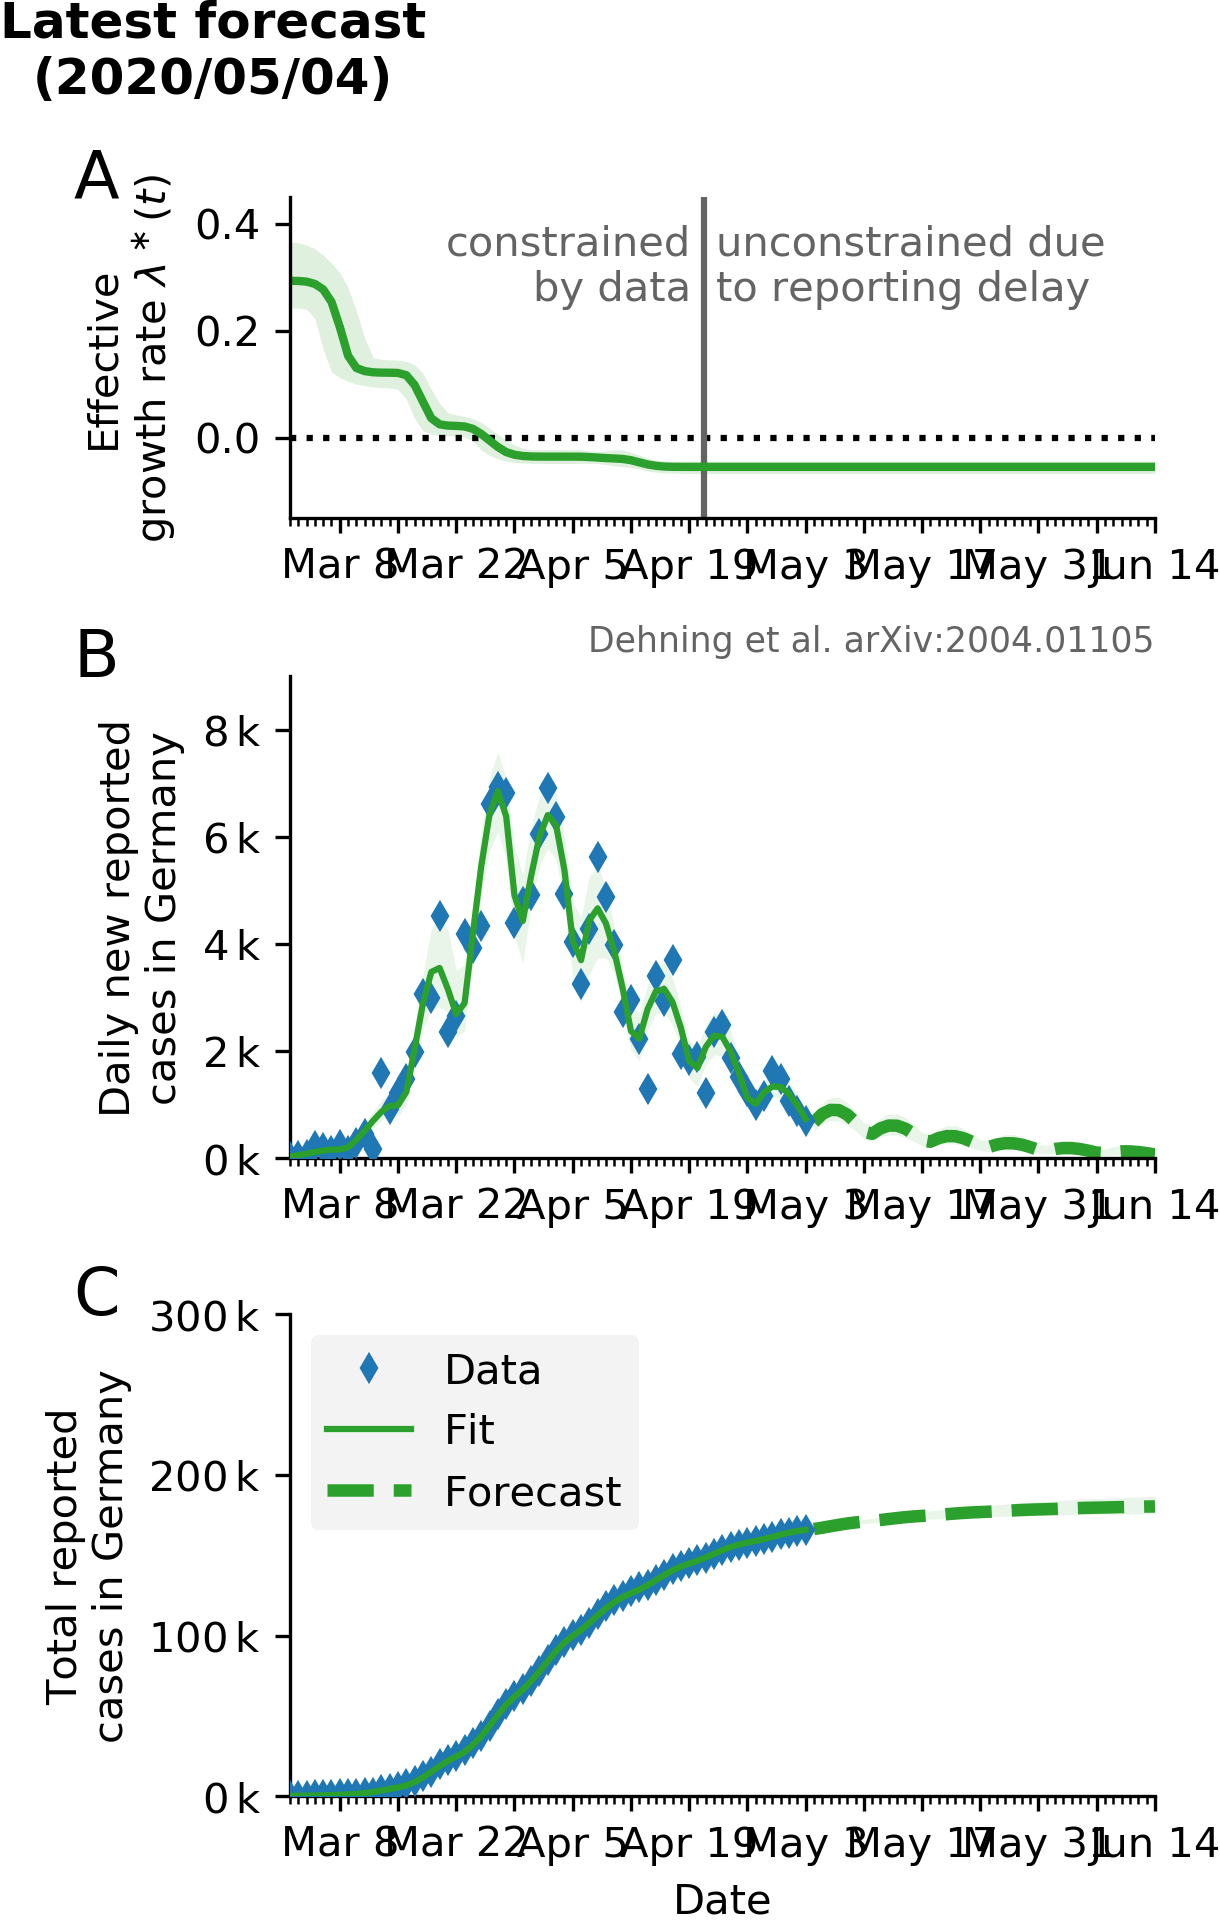 Latest forecast
(2020/05/04)
A
Effective
growth rate λ * (t)
0.4
0.2
0.0
constrained
by data
unconstrained due
to reporting delay
Mar 8 Mar 22 Apr 5 Apr 19 May 3 May 17 May 31 Jun 14
Dehning et al. arXiv:2004.01105
B
Daily new reported
cases in Germany
8 k
6 k
4 k
2 k
0 k
Mar 8 Mar 22 Apr 5 Apr 19 May 3 May 17 May 31 Jun 14
C
Total reported
cases in Germany
300 k
200 k
100 k
0 k
Data
Fit
Forecast
Mar 8 Mar 22 Apr 5 Apr 19 May 3 May 17 May 31 Jun 14
Date